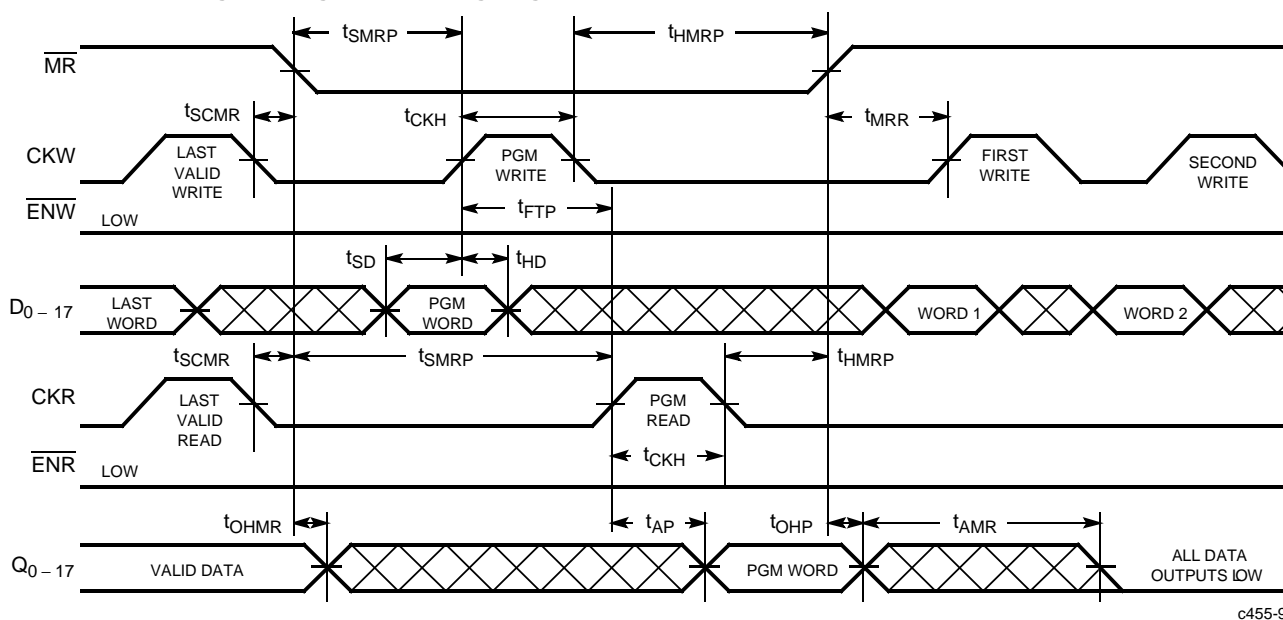 tSMRP
tHMRP
MR
tSCMR
tCKH
tMRR
CKW
LAST
VALID
WRITE
PGM
WRITE
FIRST
WRITE
SECOND
WRITE
ENW
LOW
tFTP
tSD
tHD
D0 – 17
LAST
WORD
PGM
WORD
WORD 1
WORD 2
tSCMR
tSMRP
tHMRP
CKR
LAST
VALID
READ
PGM
READ
ENR
LOW
tCKH
tOHMR
tAP
tOHP
tAMR
Q0 – 17
VALID DATA
PGM WORD
ALL DATA
OUTPUTS LOW
c455-9